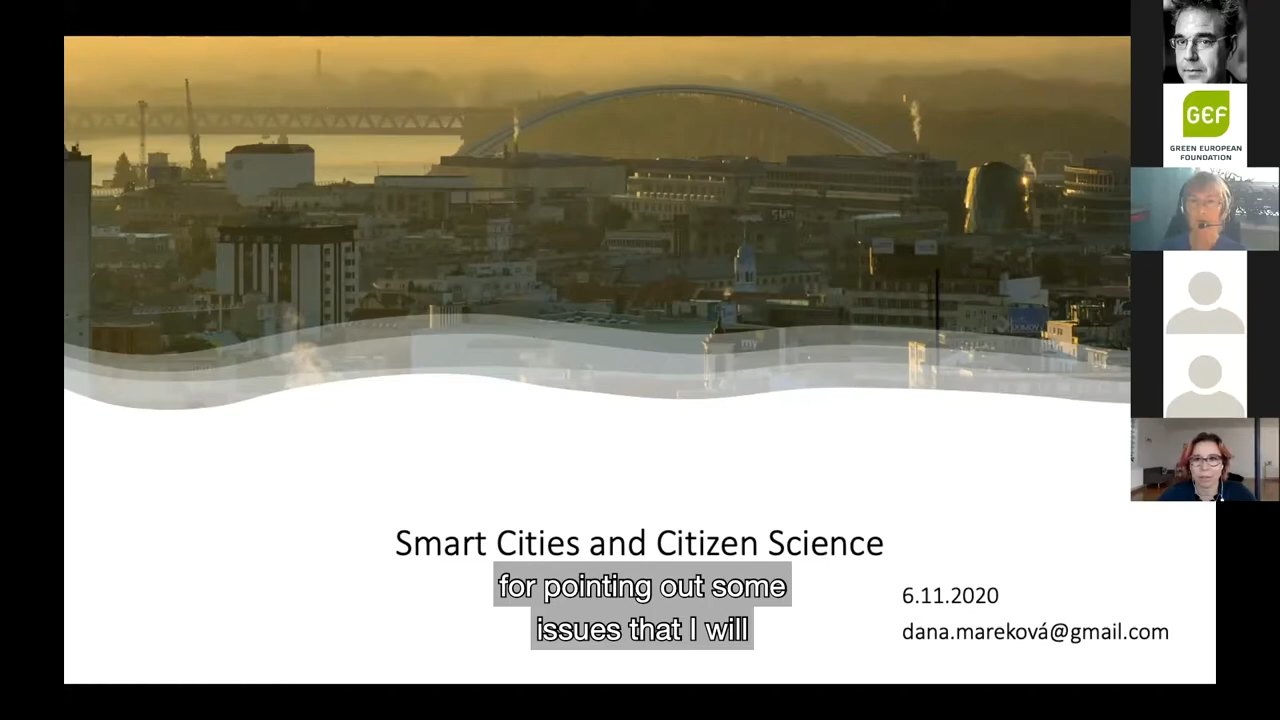 GEF
GREEN EUROPEAN
FOUNDATION
Smart Cities and Citizen Science
for pointing out some
issues that I will
6.11.2020
dana.mareková@gmail.com